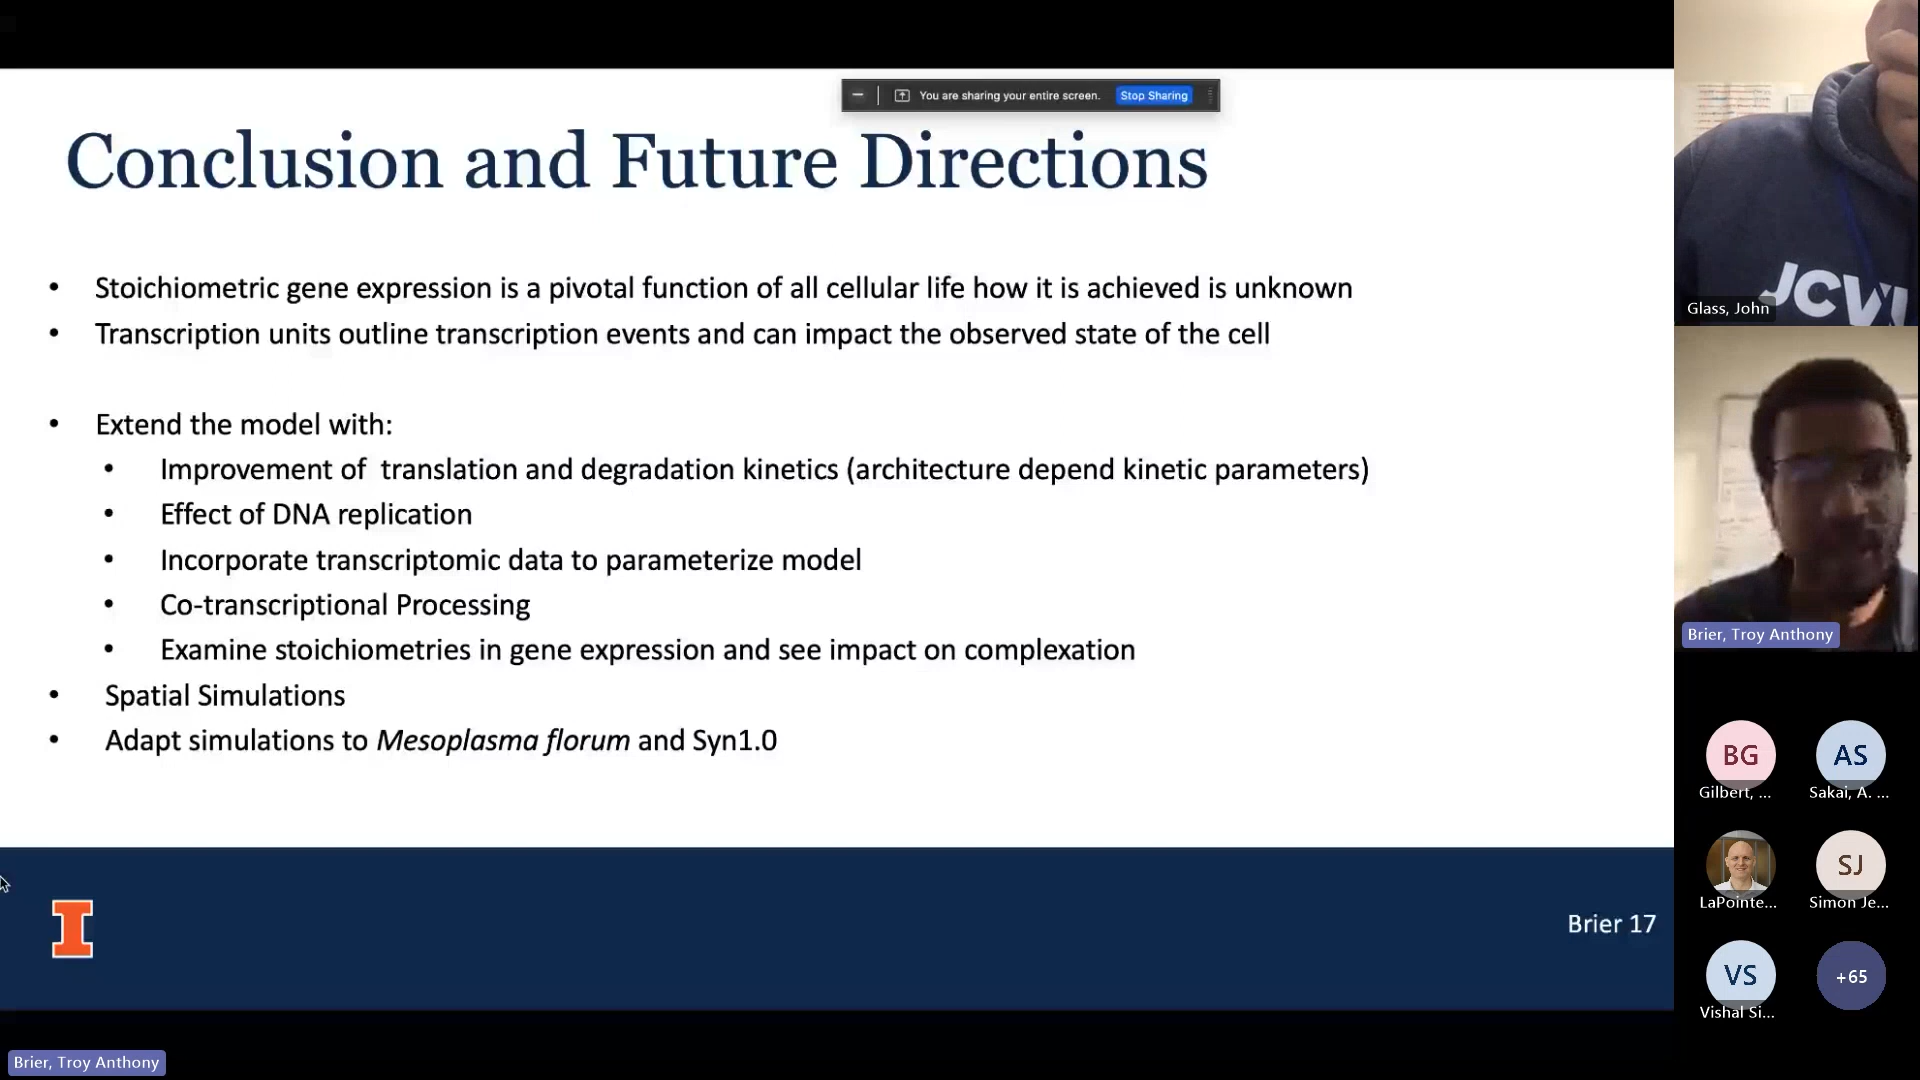 You are sharing your entire screen. Stop Sharing
Conclusion and Future Directions
• Stoichiometric gene expression is a pivotal function of all cellular life how it is achieved is unknown
• Transcription units outline transcription events and can impact the observed state of the cell
• Extend the model with:
• Improvement of translation and degradation kinetics (architecture depend kinetic parameters)
• Effect of DNA replication
• Incorporate transcriptomic data to parameterize model
• Co-transcriptional Processing
• Examine stoichiometries in gene expression and see impact on complexation
• Spatial Simulations
• Adapt simulations to Mesoplasma florum and Syn1.0
I
Brier 17
Brier, Troy Anthony
JCVI
Glass, John
Brier, Troy Anthony
BG
Gilbert, ...
AS
Sakai, A. ...
LaPointe...
SJ
Simon Je...
VS
Vishal Si...
+65